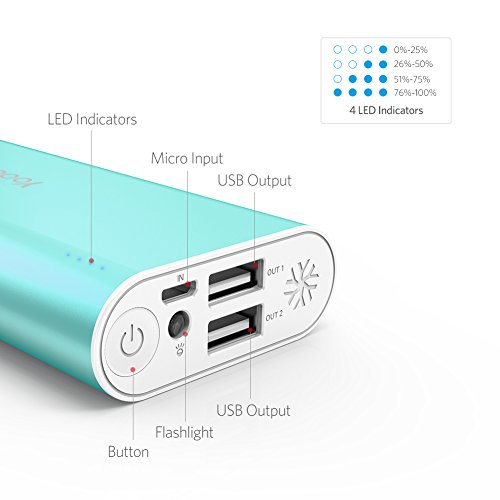 0%-25%
26%-50%
51%-75%
76%-100%
4 LED Indicators
LED Indicators
Micro Input
USB Output
IN
OUT 1
OUT 2
USB Output
Flashlight
Button